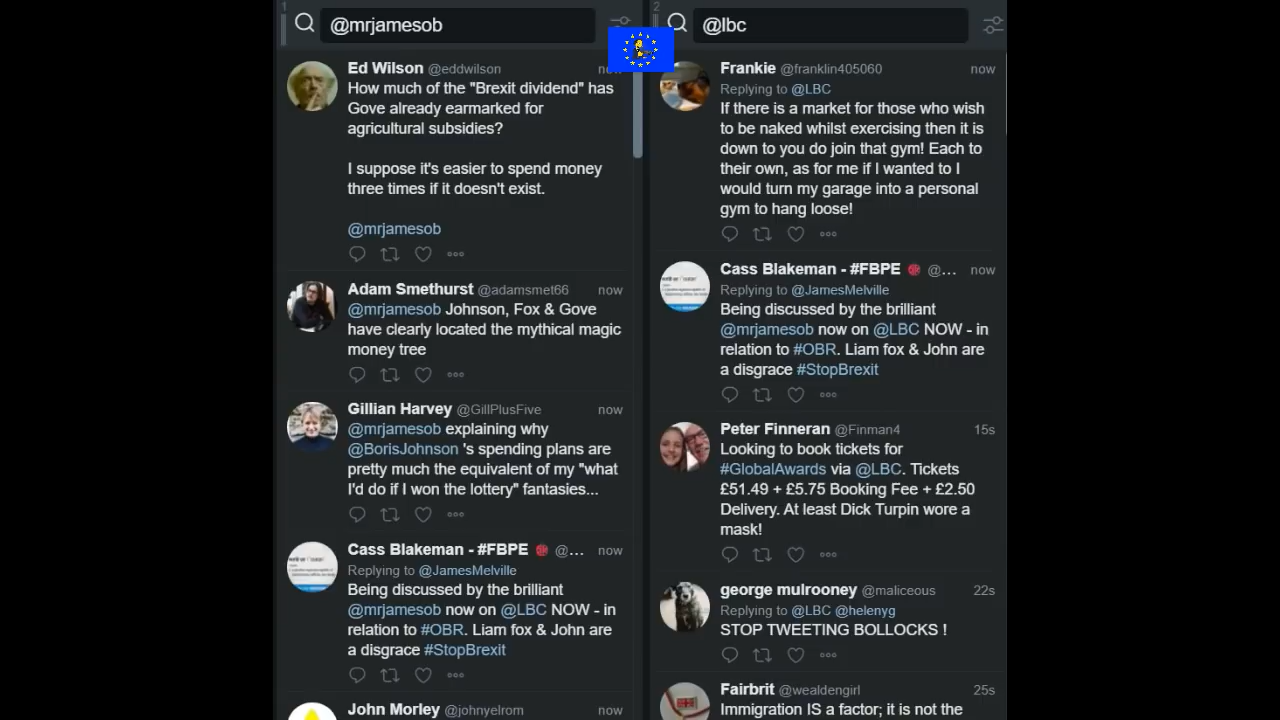 1
@mrjamesob
Ed Wilson @eddwilson now
How much of the "Brexit dividend" has
Gove already earmarked for
agricultural subsidies?
I suppose it's easier to spend money
three times if it doesn't exist.
@mrjamesob
Adam Smethurst @adamsmet66 now
@mrjamesob Johnson, Fox & Gove
have clearly located the mythical magic
money tree
Gillian Harvey @GillPlusFive now
@mrjamesob explaining why
@BorisJohnson 's spending plans are
pretty much the equivalent of my "what
I'd do if I won the lottery" fantasies...
Cass Blakeman - #FBPE @... now
Replying to @JamesMelville
Being discussed by the brilliant
@mrjamesob now on @LBC NOW - in
relation to #OBR. Liam fox & John are
a disgrace #StopBrexit
John Morley @johnyelrom now
2
@lbc
Frankie @franklin405060 now
Replying to @LBC
If there is a market for those who wish
to be naked whilst exercising then it is
down to you do join that gym! Each to
their own, as for me if I wanted to I
would turn my garage into a personal
gym to hang loose!
Cass Blakeman - #FBPE @... now
Replying to @JamesMelville
Being discussed by the brilliant
@mrjamesob now on @LBC NOW - in
relation to #OBR. Liam fox & John are
a disgrace #StopBrexit
Peter Finneran @Finman4 15s
Looking to book tickets for
#GlobalAwards via @LBC. Tickets
£51.49 + £5.75 Booking Fee + £2.50
Delivery. At least Dick Turpin wore a
mask!
george mulrooney @maliceous 22s
Replying to @LBC @helenyg
STOP TWEETING BOLLOCKS !
Fairbrit @wealdengirl 25s
Immigration IS a factor; it is not the